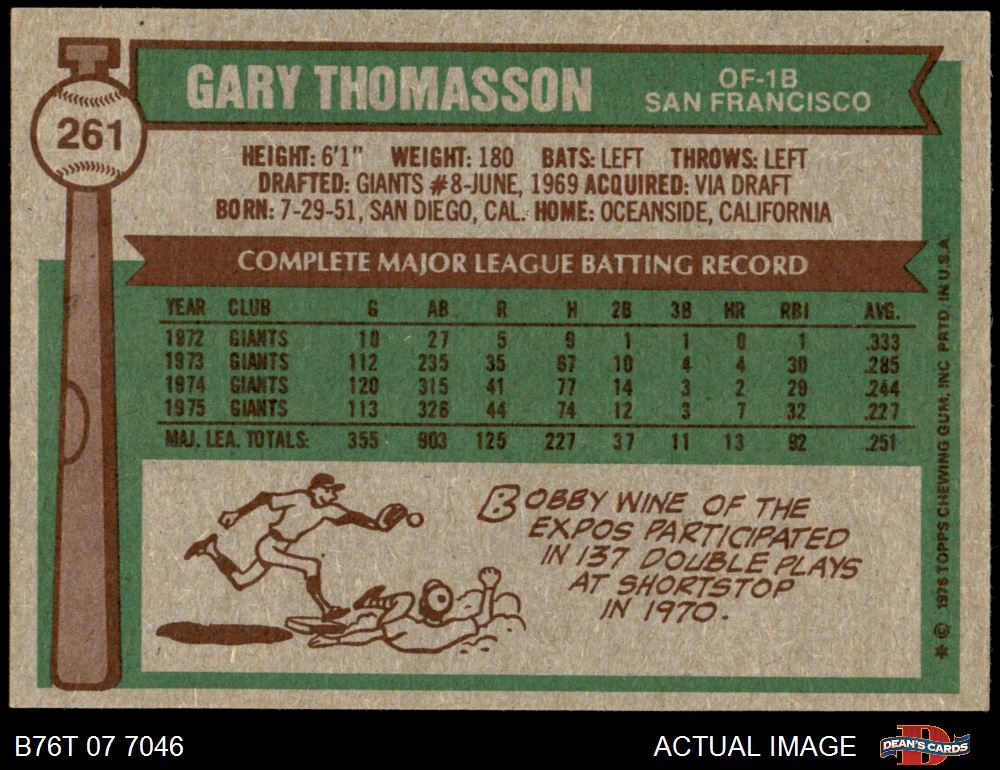 261
GARY THOMASSON
OF-1B
SAN FRANCISCO
HEIGHT: 6'1" WEIGHT: 180 BATS: LEFT THROWS: LEFT
DRAFTED: GIANTS #8-JUNE, 1969 ACQUIRED: VIA DRAFT
BORN: 7-29-51, SAN DIEGO, CAL. HOME: OCEANSIDE, CALIFORNIA
COMPLETE MAJOR LEAGUE BATTING RECORD
YEAR CLUB G AB R H 2B 3B HR RBI AVG.
1972 GIANTS 10 27 5 9 1 1 0 1 .333
1973 GIANTS 112 235 35 67 10 4 4 30 .285
1974 GIANTS 120 315 41 77 14 3 2 29 .244
1975 GIANTS 113 326 44 74 12 3 7 32 .227
MAJ. LEA. TOTALS: 355 903 125 227 37 11 13 92 .251
BOBBY WINE OF THE
EXPOS PARTICIPATED
IN 137 DOUBLE PLAYS
AT SHORTSTOP
IN 1970.
* © 1976 TOPPS CHEWING GUM, INC PRTD. IN U.S.A.
B76T 07 7046
ACTUAL IMAGE
D
DEAN'S CARDS